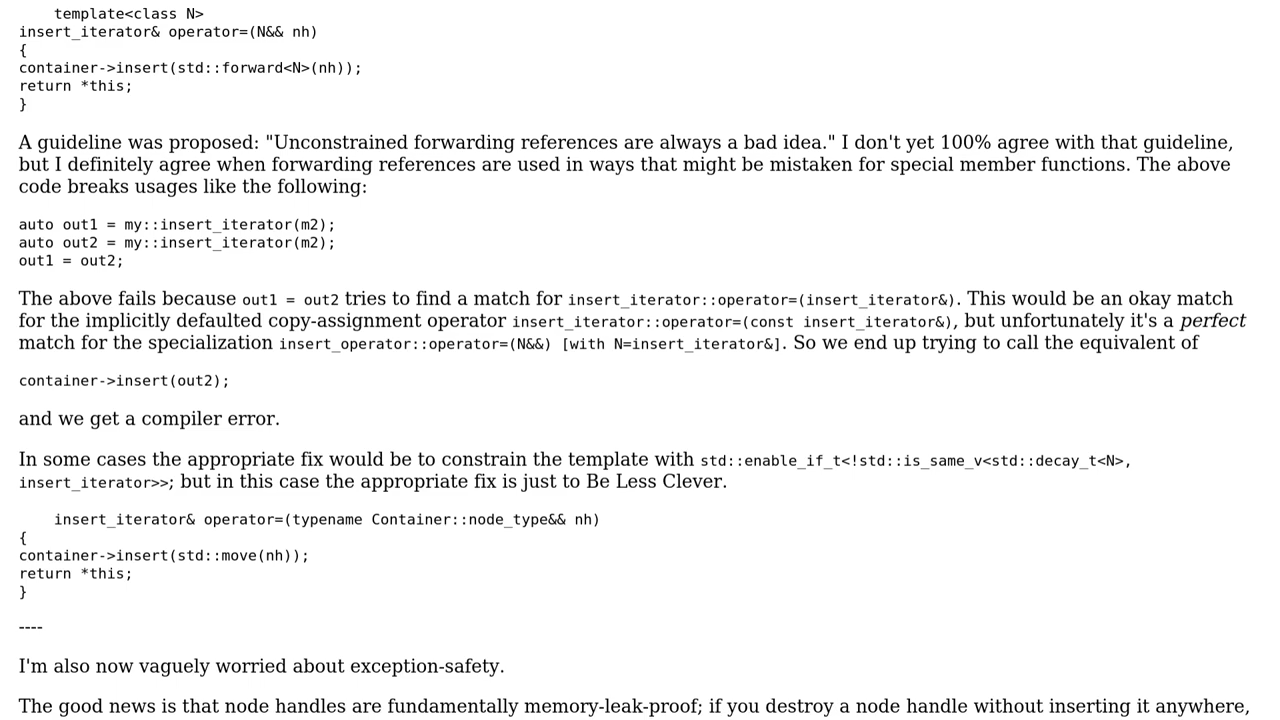 template<class N>
insert_iterator& operator=(N&& nh)
{
container->insert(std::forward<N>(nh));
return *this;
}
A guideline was proposed: "Unconstrained forwarding references are always a bad idea." I don't yet 100% agree with that guideline,
but I definitely agree when forwarding references are used in ways that might be mistaken for special member functions. The above
code breaks usages like the following:
auto out1 = my::insert_iterator(m2);
auto out2 = my::insert_iterator(m2);
out1 = out2;
The above fails because out1 = out2 tries to find a match for insert_iterator::operator=(insert_iterator&). This would be an okay match
for the implicitly defaulted copy-assignment operator insert_iterator::operator=(const insert_iterator&), but unfortunately it's a perfect
match for the specialization insert_operator::operator=(N&&) [with N=insert_iterator&]. So we end up trying to call the equivalent of
container->insert(out2);
and we get a compiler error.
In some cases the appropriate fix would be to constrain the template with std::enable_if_t<!std::is_same_v<std::decay_t<N>,
insert_iterator>>; but in this case the appropriate fix is just to Be Less Clever.
insert_iterator& operator=(typename Container::node_type&& nh)
{
container->insert(std::move(nh));
return *this;
}
----
I'm also now vaguely worried about exception-safety.
The good news is that node handles are fundamentally memory-leak-proof; if you destroy a node handle without inserting it anywhere,